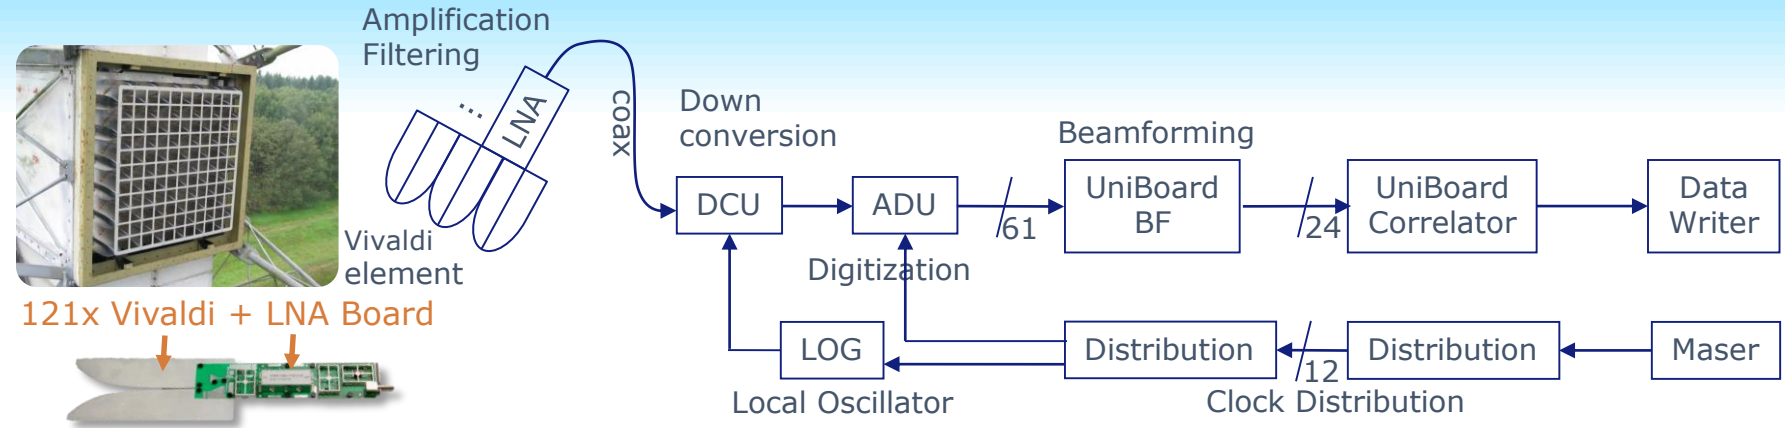 Amplification
Filtering
LNA
...
coax
Vivaldi
element
121x Vivaldi + LNA Board
Down
conversion
DCU
ADU
Digitization
61
Beamforming
UniBoard
BF
24
UniBoard
Correlator
Data
Writer
LOG
Local Oscillator
Distribution
12
Distribution
Maser
Clock Distribution